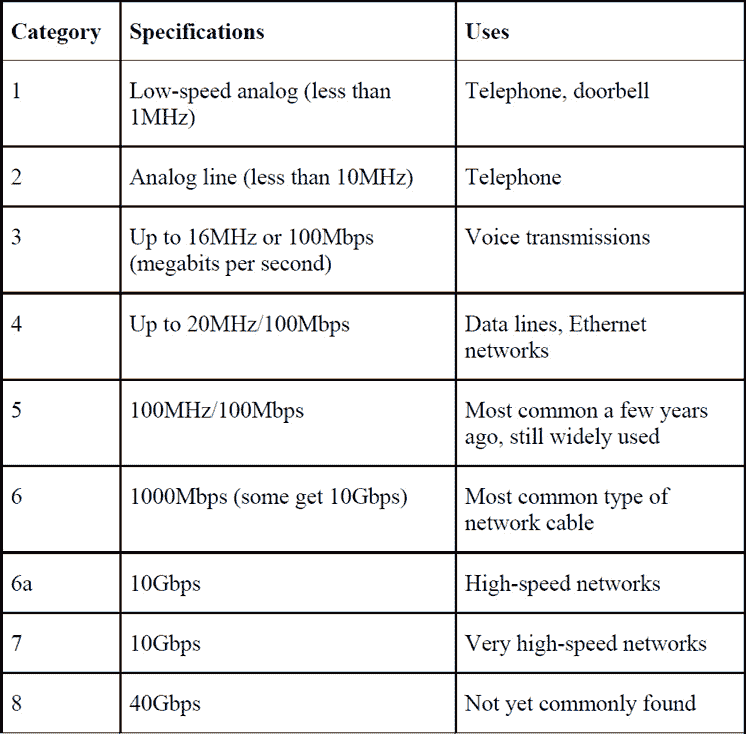 Category Specifications Uses
1 Low-speed analog (less than Telephone, doorbell
1MHz)
2 Analog line (less than 10MHz) Telephone
3 Up to 16MHz or 100Mbps Voice transmissions
(megabits per second)
4 Up to 20MHz/100Mbps Data lines, Ethernet
networks
5 100MHz/100Mbps Most common a few years
ago, still widely used
6 1000Mbps (some get 10Gbps) Most common type of
network cable
6a 10Gbps High-speed networks
7 10Gbps Very high-speed networks
8 40Gbps Not yet commonly found